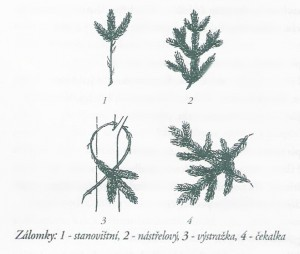 1
2
3
4
Zálomky: 1 - stanovištní, 2 - nástřelový, 3 - výstražka, 4 - čekalka